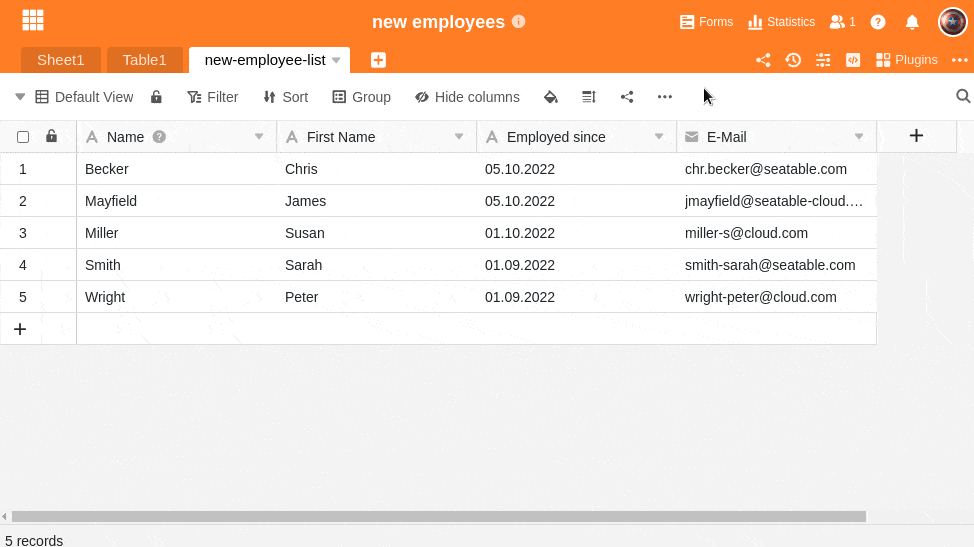 new employees
Forms Statistics 1 ?
Sheet1 Table1 new-employee-list Plugins
Default View Filter Sort Group Hide columns
Name ? First Name Employed since E-Mail
1 Becker Chris 05.10.2022 chr.becker@seatable.com
2 Mayfield James 05.10.2022 jmayfield@seatable-cloud.…
3 Miller Susan 01.10.2022 miller-s@cloud.com
4 Smith Sarah 01.09.2022 smith-sarah@seatable.com
5 Wright Peter 01.09.2022 wright-peter@cloud.com
5 records